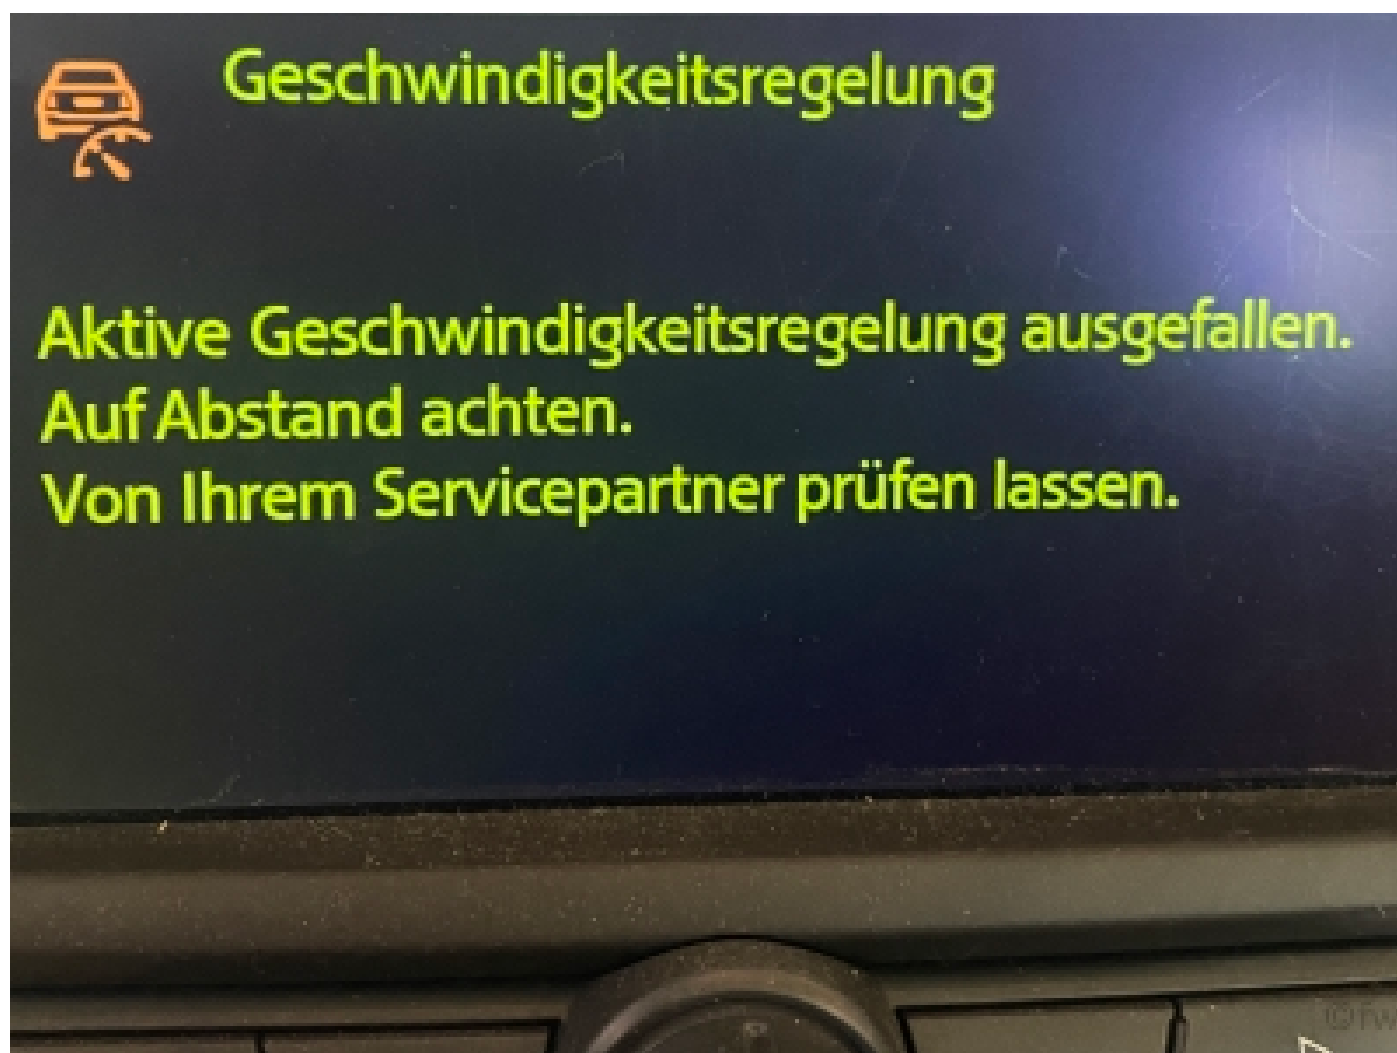 Geschwindigkeitsregelung
Aktive Geschwindigkeitsregelung ausgefallen.
Auf Abstand achten.
Von Ihrem Servicepartner prüfen lassen.